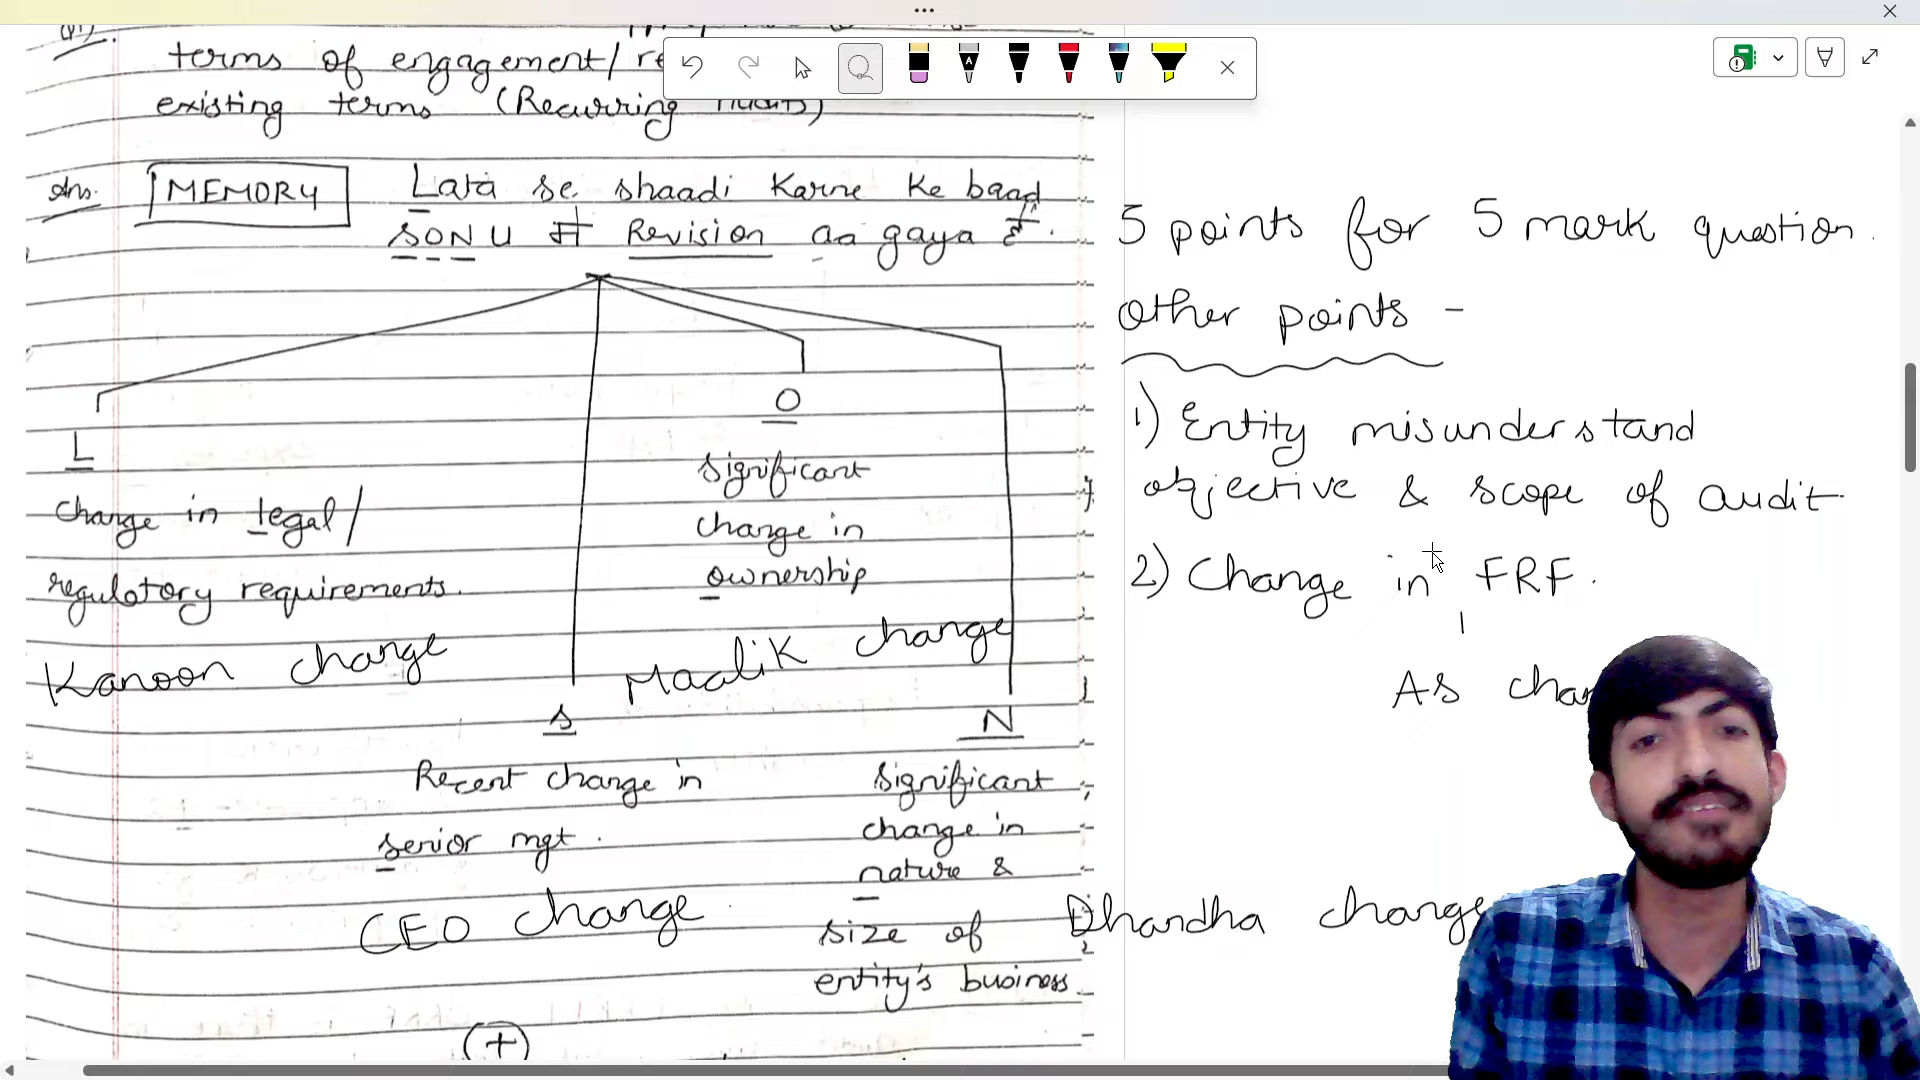 terms of engagement/
existing terms (Recurring Audits)
Ans. MEMORY Lata se shaadi Karne ke baad
SONU में Revision aa gaya है.
L
change in legal/
regulatory requirements.
Kanoon change
S
Recent change in
senior mgt.
CEO change
O
significant
change in
ownership
Maalik change
N
significant
change in
nature &
size of
entity's business
Dhandha change
+
5 points for 5 mark question.
other points -
1) Entity misunderstand
objective & scope of audit.
2) Change in FRF.
AS